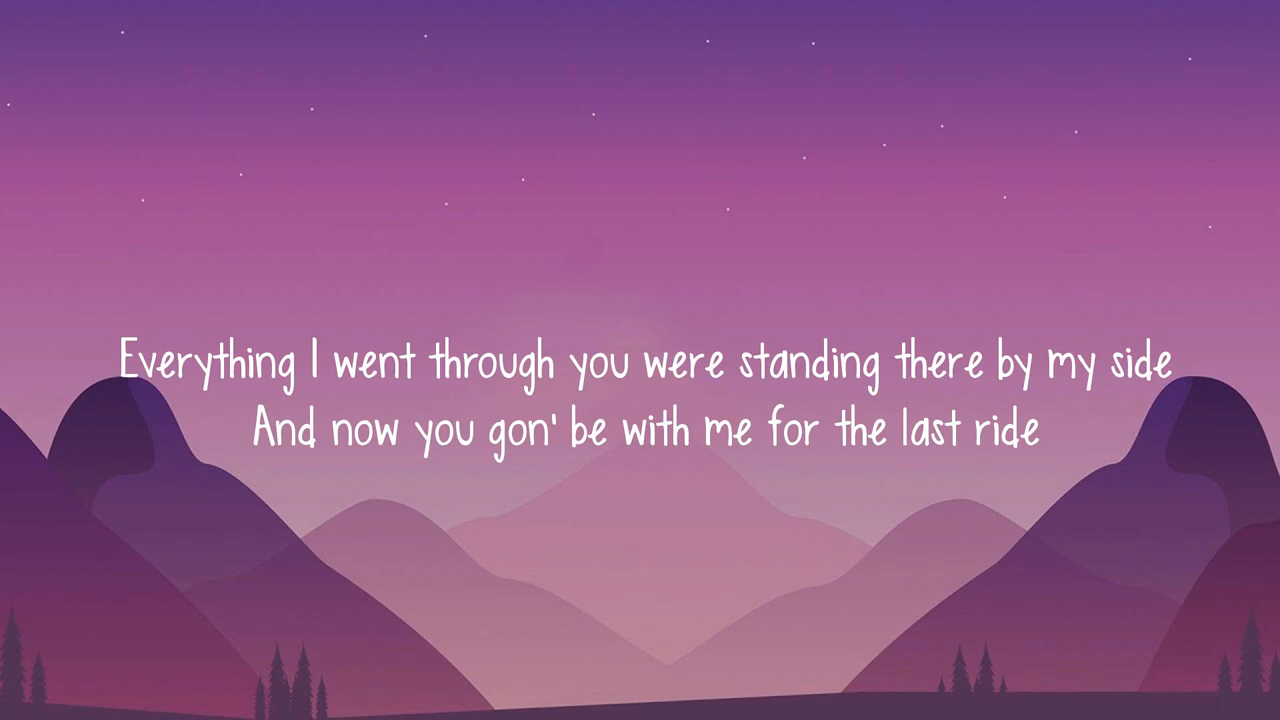 Everything I went through you were standing there by my side
And now you gon' be with me for the last ride